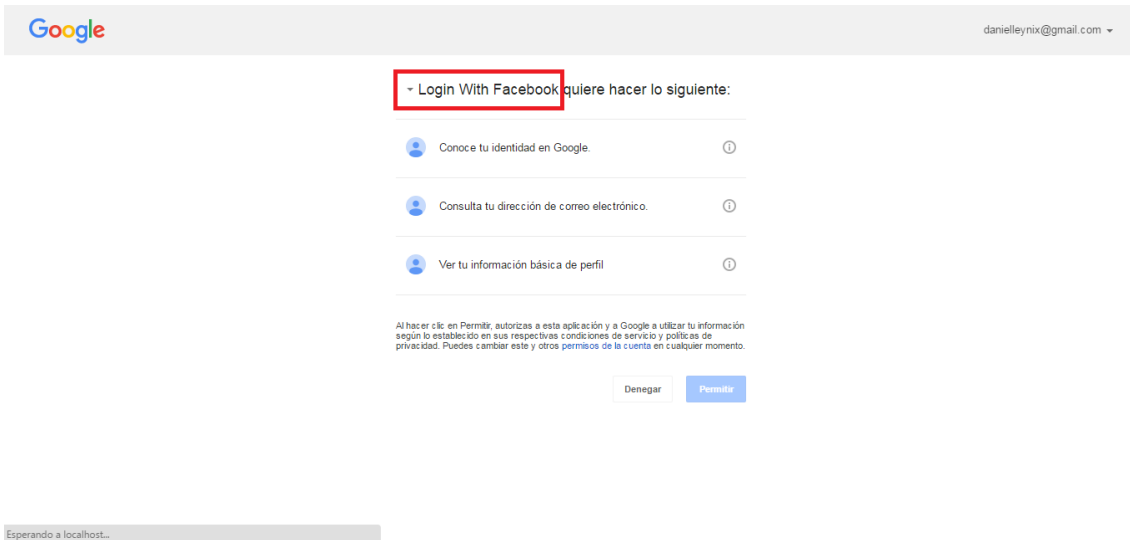 Google
danielleynix@gmail.com
Login With Facebook quiere hacer lo siguiente:
Conoce tu identidad en Google.
Consulta tu dirección de correo electrónico.
Ver tu información básica de perfil
Al hacer clic en Permitir, autorizas a esta aplicación y a Google a utilizar tu información
según lo establecido en sus respectivas condiciones de servicio y políticas de
privacidad. Puedes cambiar este y otros permisos de la cuenta en cualquier momento.
Denegar Permitir
Esperando a localhost...